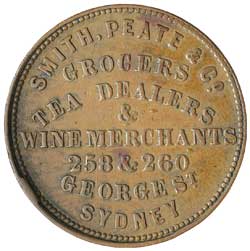 SMITH, PEATE & Co.
GROCERS
TEA DEALERS
&
WINE MERCHANTS
258 & 260
GEORGE St
SYDNEY